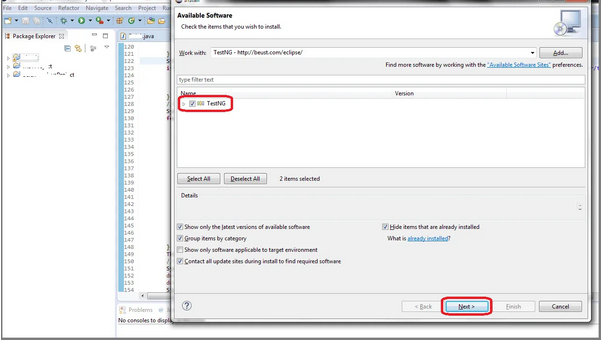 File Edit Source Refactor Navigate Search Project Run
Package Explorer
.java
120
121
122
123
124
125
126
127
128
129
130
131
132
133
134
135
136
137
138
139
140
141
142
143
144
145
146
147
148
149
150
151
152
153
154
Problems
No consoles to displ
Available Software
Check the items that you wish to install.
Work with: TestNG - http://beust.com/eclipse/
Add...
Find more software by working with the "Available Software Sites" preferences.
type filter text
Name Version
TestNG
Select All Deselect All 2 items selected
Details
Show only the latest versions of available software
Hide items that are already installed
Group items by category
What is already installed?
Show only software applicable to target environment
Contact all update sites during install to find required software
? < Back Next > Finish Cancel